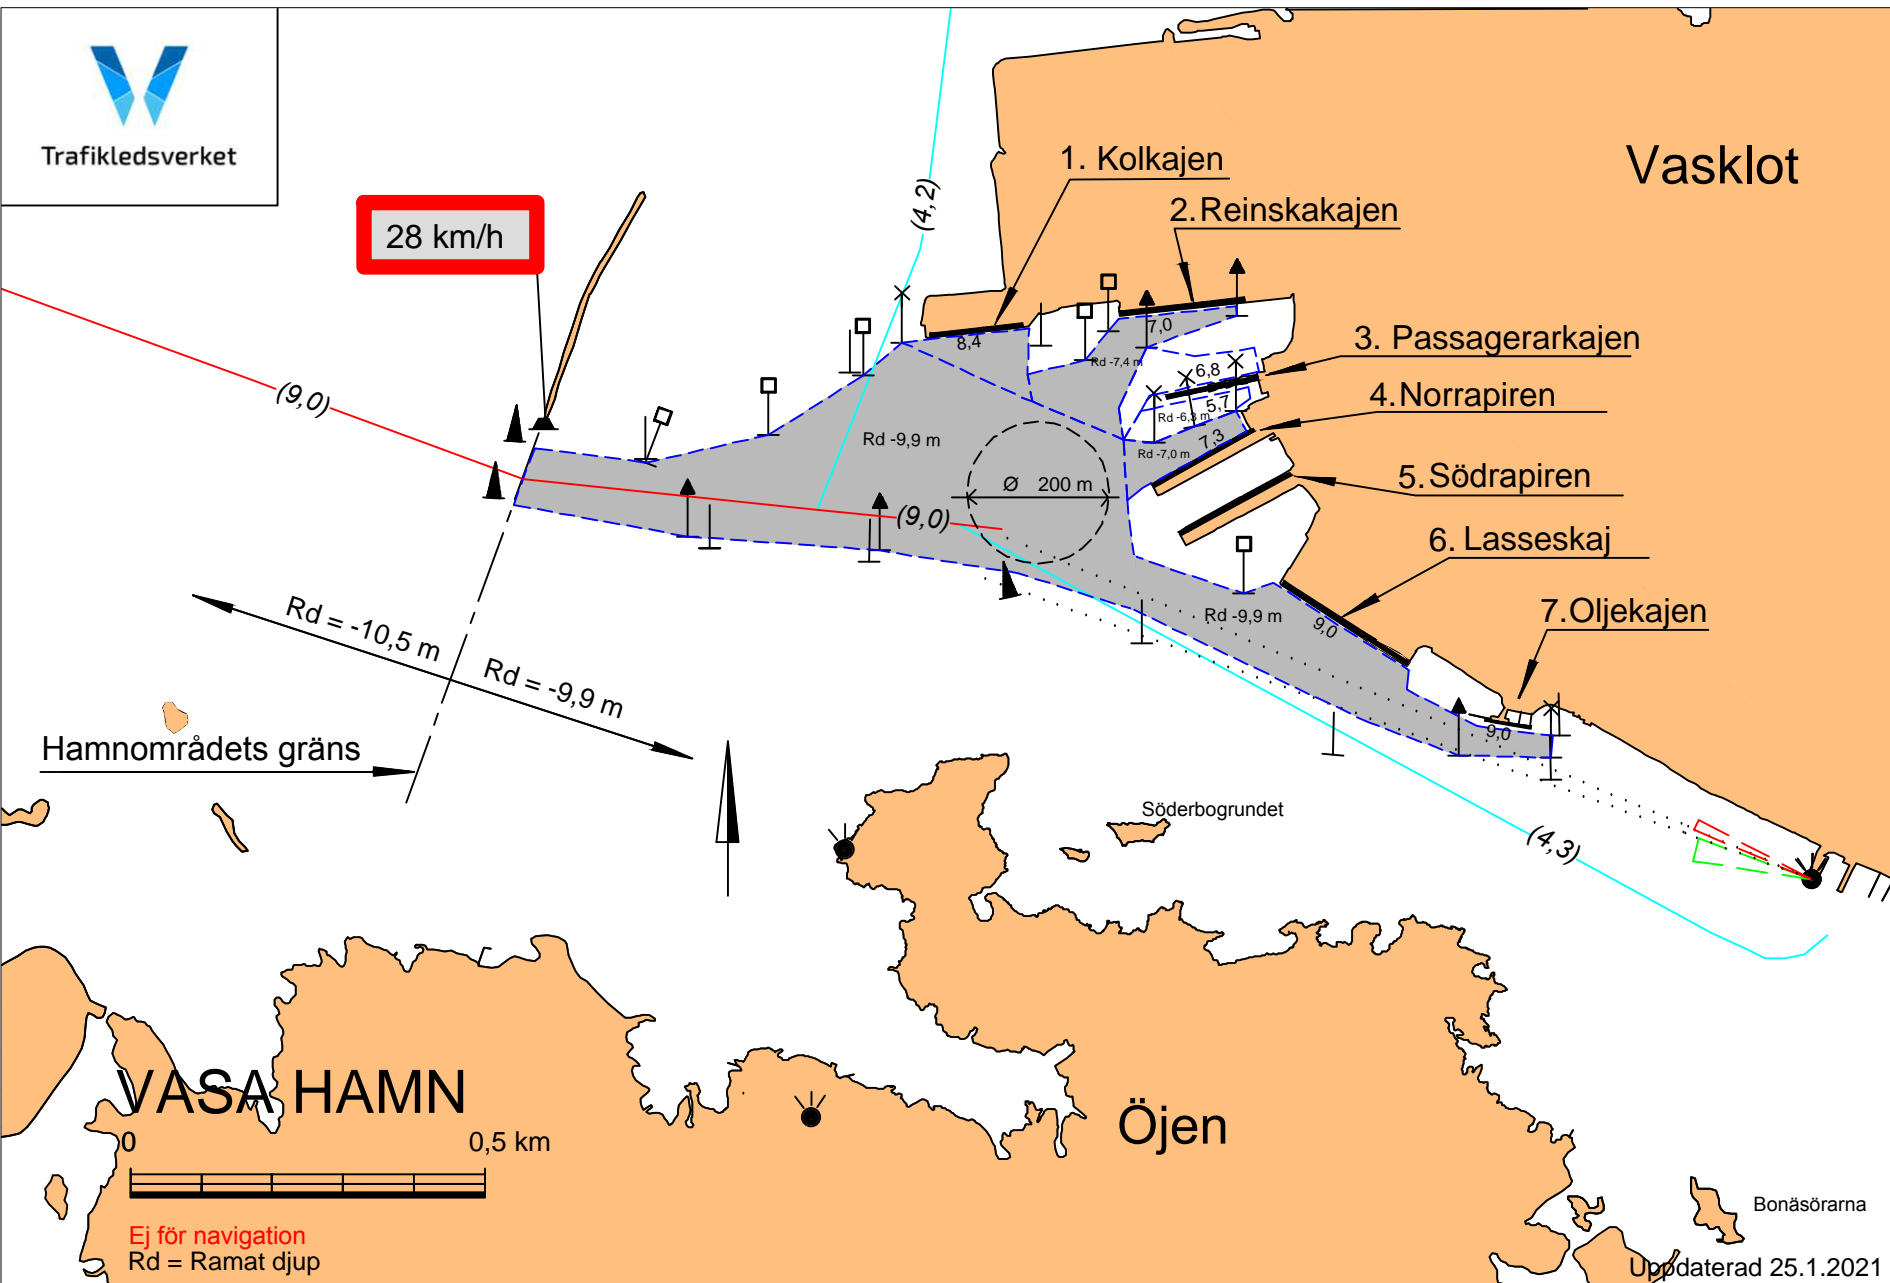 Trafikledsverket
28 km/h
Vasklot
1. Kolkajen
2.Reinskakajen
3. Passagerarkajen
4.Norrapiren
5.Södrapiren
6. Lasseskaj
7.Oljekajen
(4,2)
(9,0)
8,4
7,0
Rd -7,4 m
6,8
5,7
Rd -6,3 m
7,3
Rd -7,0 m
Rd -9,9 m
Ø 200 m
(9,0)
Rd -9,9 m
9,0
9,0
Rd = -10,5 m
Rd = -9,9 m
Hamnområdets gräns
Söderbogrundet
(4,3)
VASA HAMN
0 0,5 km
Öjen
Ej för navigation
Rd = Ramat djup
Bonäsörarna
Uppdaterad 25.1.2021